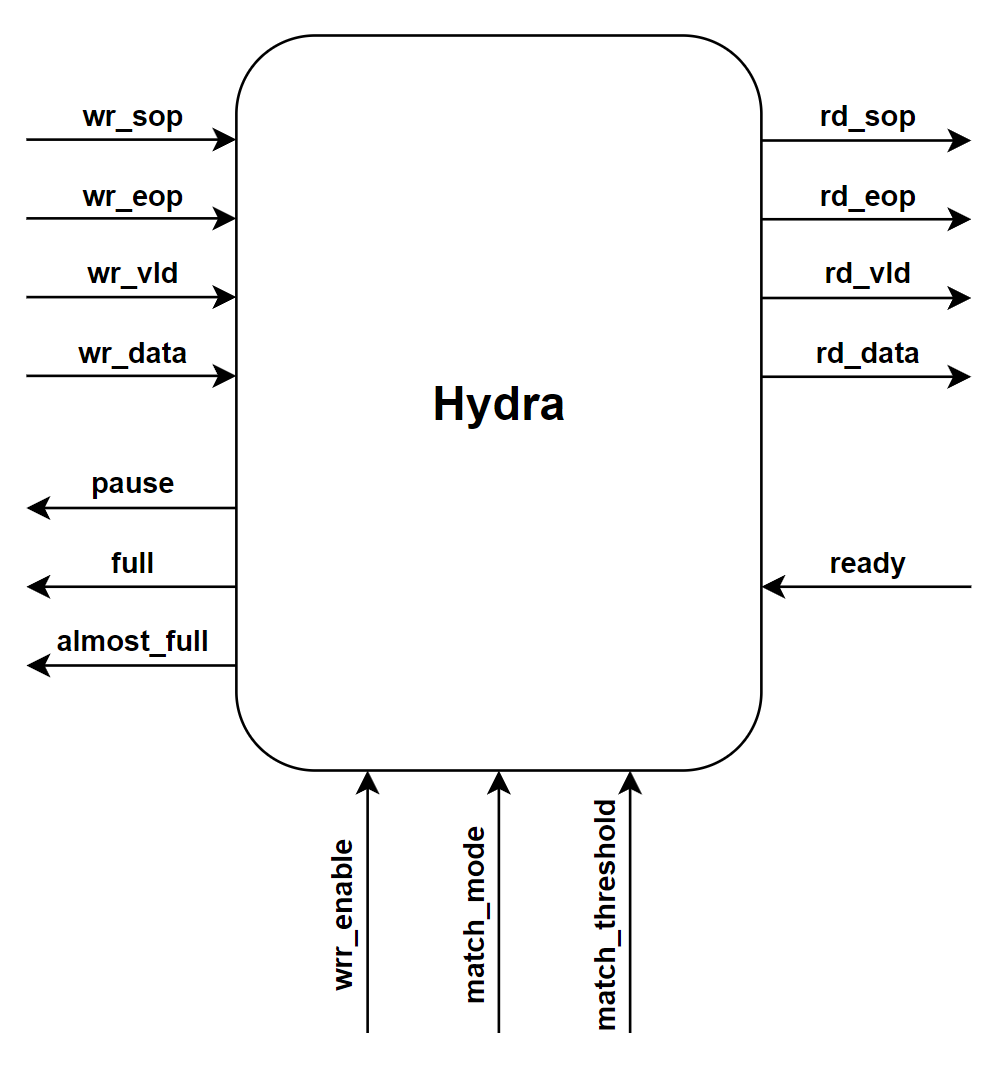 wr_sop
rd_sop
wr_eop
rd_eop
wr_vld
rd_vld
wr_data
rd_data
Hydra
pause
full
ready
almost_full
wrr_enable
match_mode
match_threshold